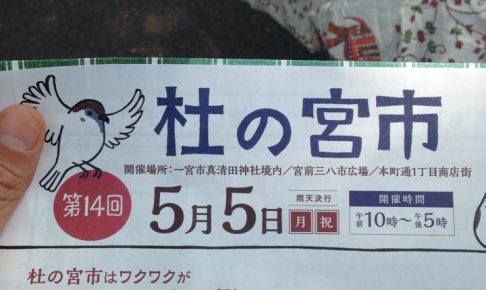 杜の宮市
開催場所:一宮市真清田神社境内/宮前三八市広場/本町通1丁目商店街
第14回
5月5日
雨天決行
月 祝
開催時間
午前10時~午後5時
杜の宮市はワクワクが